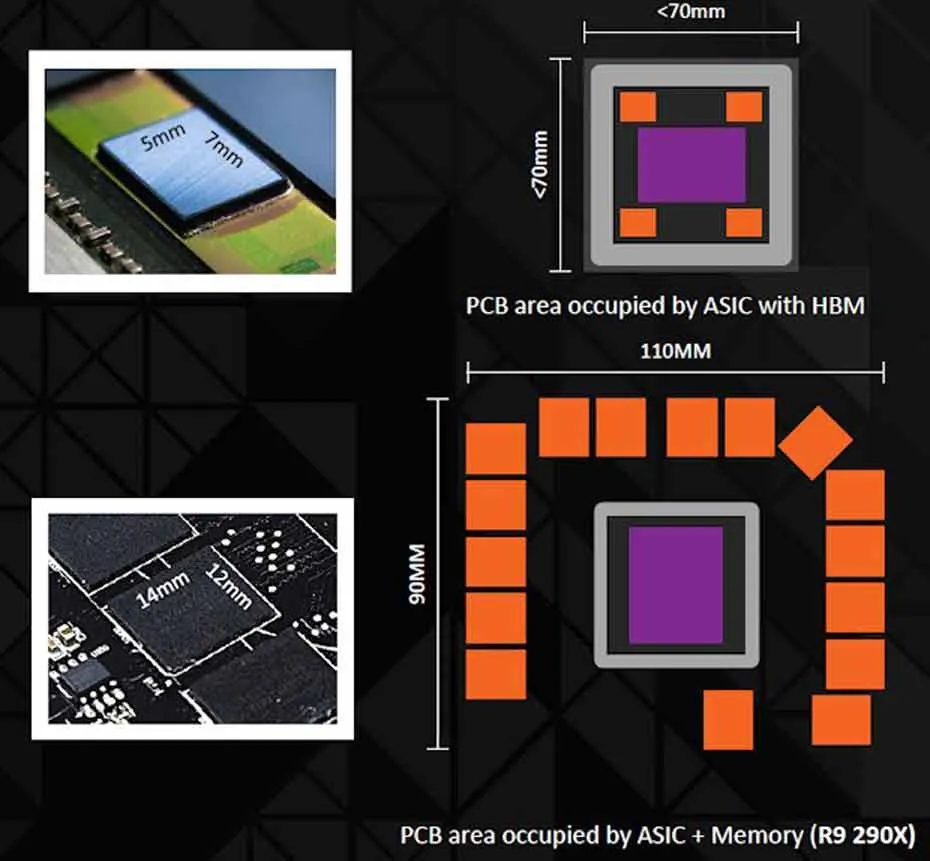 <70mm
5mm
7mm
<70mm
PCB area occupied by ASIC with HBM
110MM
90MM
14mm
12mm
PCB area occupied by ASIC + Memory (R9 290X)